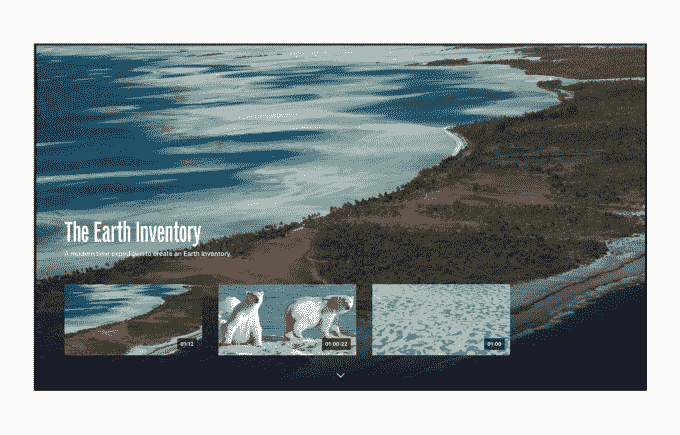 The Earth Inventory
A modern time expedition to create an Earth Inventory
01:12
01:00:22
01:00